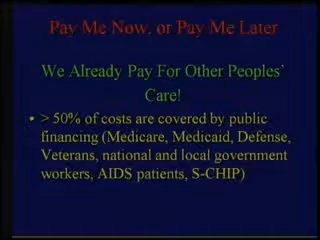 Pay Me Now, or Pay Me Later
We Already Pay For Other Peoples'
Care!
• > 50% of costs are covered by public
financing (Medicare, Medicaid, Defense,
Veterans, national and local government
workers, AIDS patients, S-CHIP)